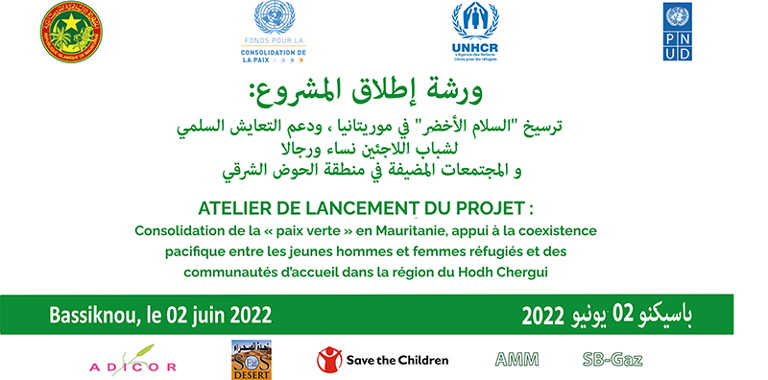 FONDS POUR LA
CONSOLIDATION DE
LA PAIX
UNHCR
L'Agence des Nations
Unies pour les réfugiés
P N
U D
ورشة إطلاق المشروع:
ترسيخ "السلام الأخضر" في موريتانيا ، ودعم التعايش السلمي
لشباب اللاجئين نساء ورجالا
و المجتمعات المضيفة في منطقة الحوض الشرقي
ATELIER DE LANCEMENT DU PROJET :
Consolidation de la « paix verte » en Mauritanie, appui à la coexistence
pacifique entre les jeunes hommes et femmes réfugiés et des
communautés d'accueil dans la région du Hodh Chergui
Bassiknou, le 02 juin 2022
باسيكنو 02 يونيو 2022
ADICOR
SOS
DESERT
Save the Children
AMM
SB-Gaz